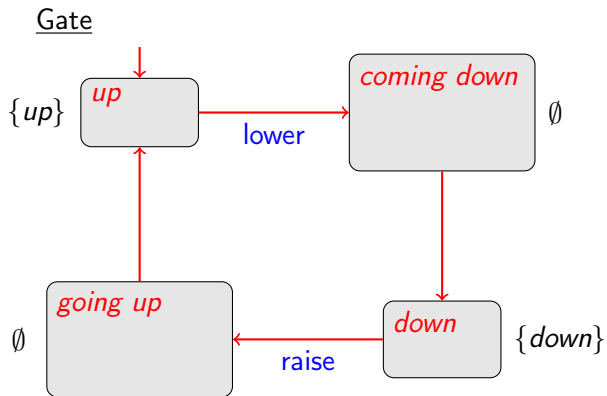 Gate
up
coming down
{up}
∅
lower
going up
down
∅
{down}
raise